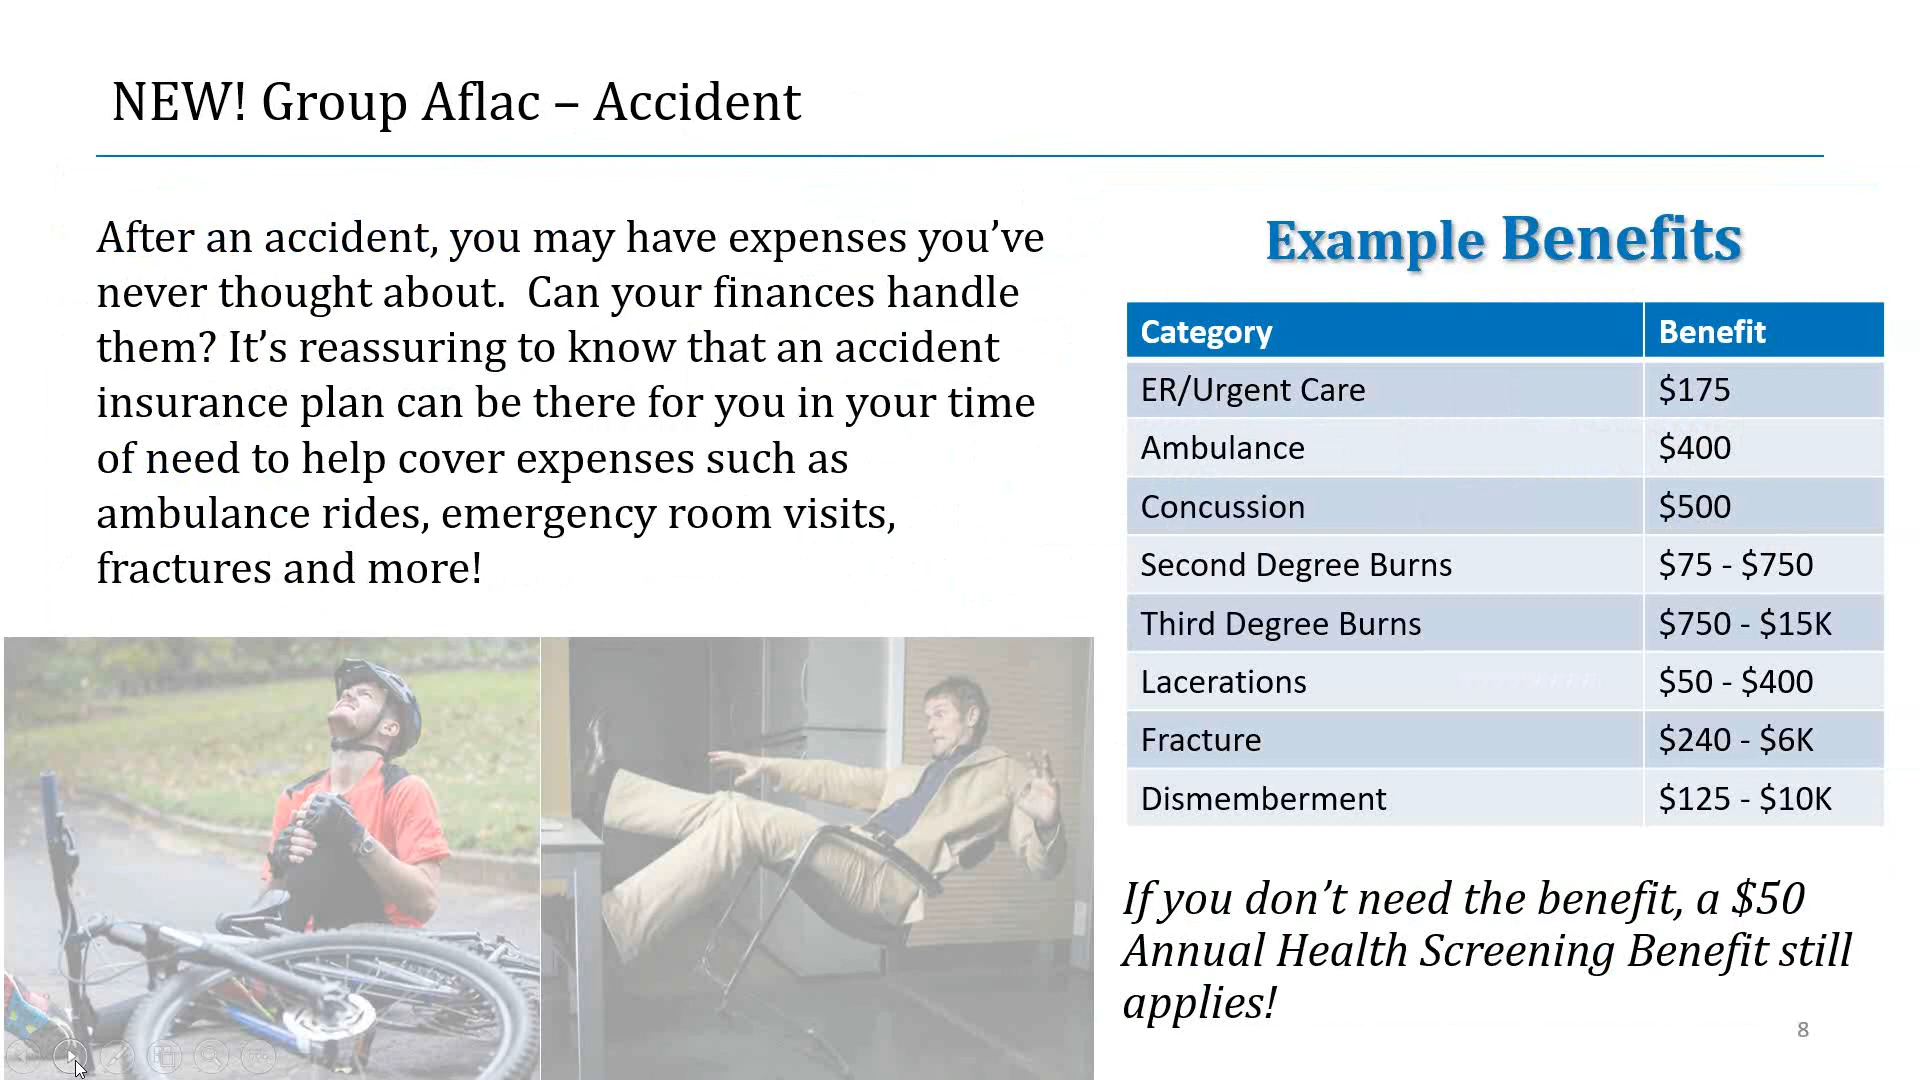 NEW! Group Aflac – Accident
After an accident, you may have expenses you’ve
never thought about.  Can your finances handle
them? It’s reassuring to know that an accident
insurance plan can be there for you in your time
of need to help cover expenses such as
ambulance rides, emergency room visits,
fractures and more!
Example Benefits
Category Benefit
ER/Urgent Care $175
Ambulance $400
Concussion $500
Second Degree Burns $75 - $750
Third Degree Burns $750 - $15K
Lacerations $50 - $400
Fracture $240 - $6K
Dismemberment $125 - $10K
If you don’t need the benefit, a $50
Annual Health Screening Benefit still
applies!
8